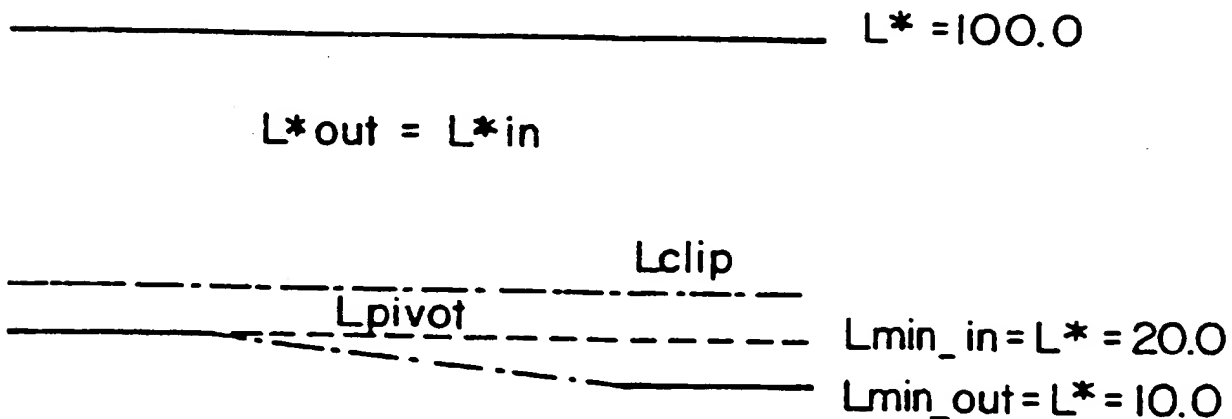 L* = 100.0
L* out = L* in
Lclip
Lpivot
Lmin_in = L* = 20.0
Lmin_out = L* = 10.0